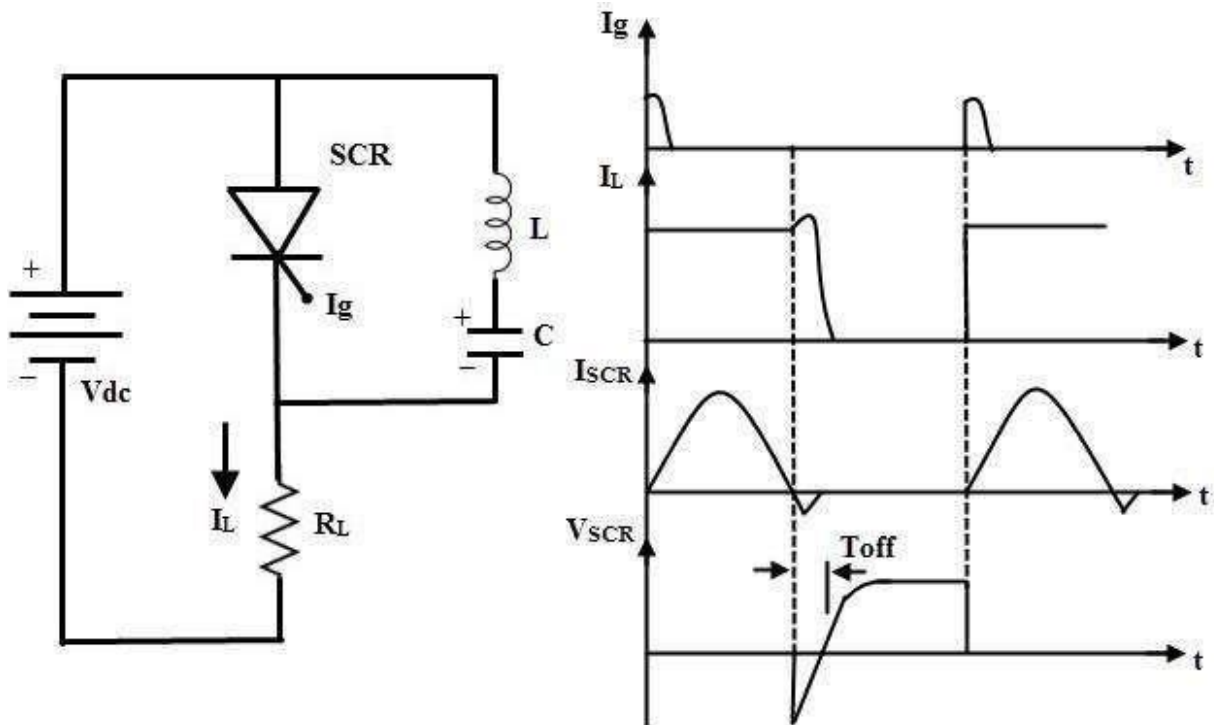 SCR
L
+
Ig
+
C
−
−
Vdc
IL
RL
Ig
t
IL
t
ISCR
t
VSCR
Toff
t